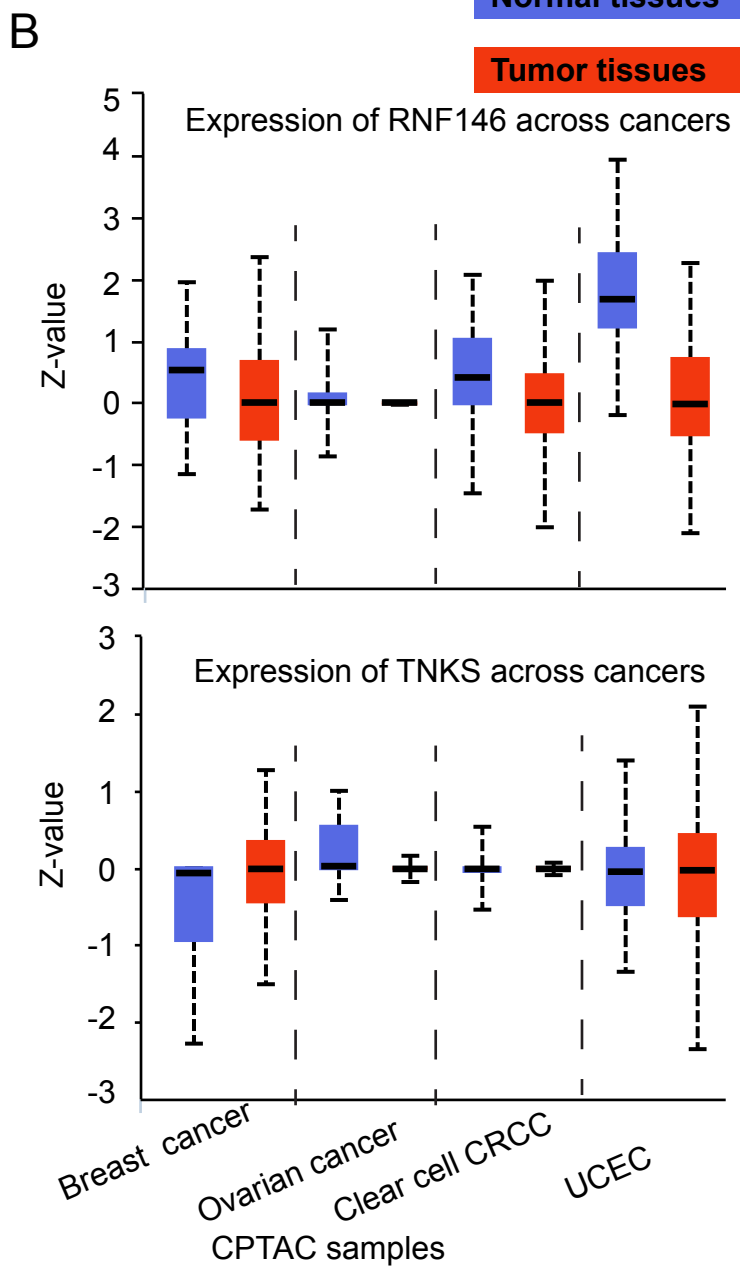 B
Normal tissues
Tumor tissues
Expression of RNF146 across cancers
Z-value
5
4
3
2
1
0
-1
-2
-3
Expression of TNKS across cancers
Z-value
3
2
1
0
-1
-2
-3
Breast cancer
Ovarian cancer
Clear cell CRCC
UCEC
CPTAC samples